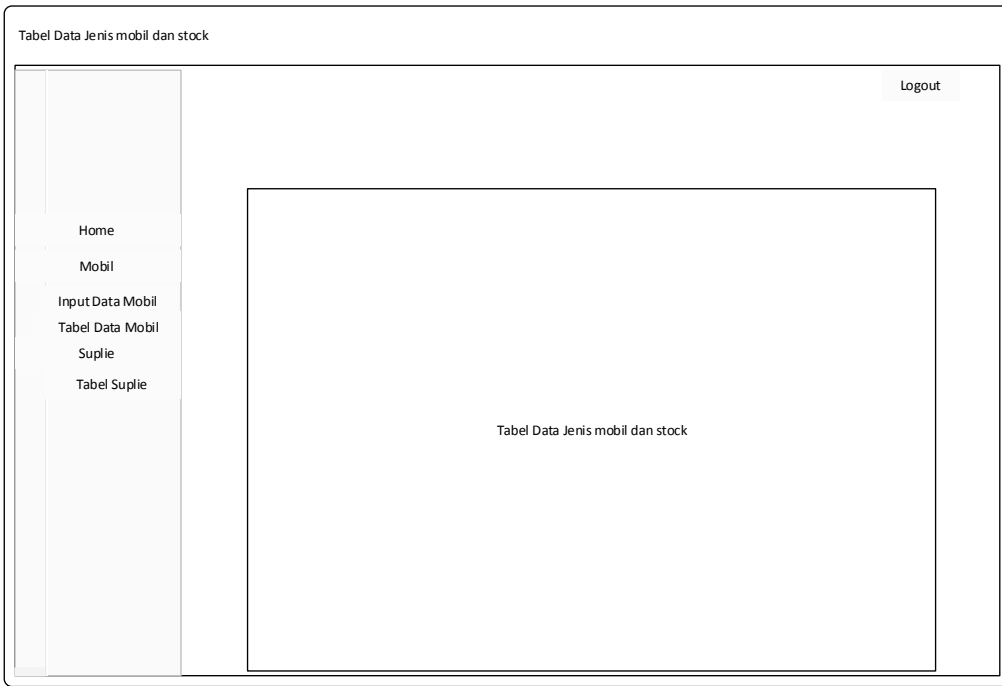 Tabel Data Jenis mobil dan stock
Logout
Home
Mobil
Input Data Mobil
Tabel Data Mobil
Suplie
Tabel Suplie
Tabel Data Jenis mobil dan stock